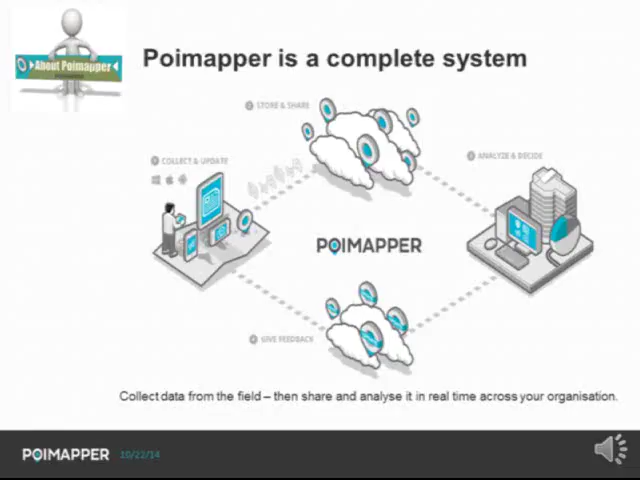 About Poimapper
Poimapper is a complete system
STORE & SHARE
COLLECT & UPDATE
ANALYZE & DECIDE
POIMAPPER
GIVE FEEDBACK
Collect data from the field – then share and analyse it in real time across your organisation.
POIMAPPER 10/22/14